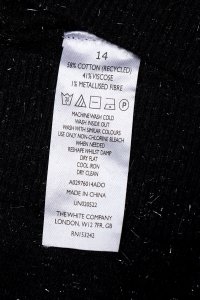 14
58% COTTON (RECYCLED)
41% VISCOSE
1% METALLISED FIBRE
MACHINE WASH COLD
WASH INSIDE OUT
WASH WITH SIMILAR COLOURS
USE ONLY NON-CHLORINE BLEACH
WHEN NEEDED
RESHAPE WHILST DAMP
DRY FLAT
COOL IRON
DRY CLEAN
MADE IN CHINA
THE WHITE COMPANY
LONDON, W12 7FR, GB